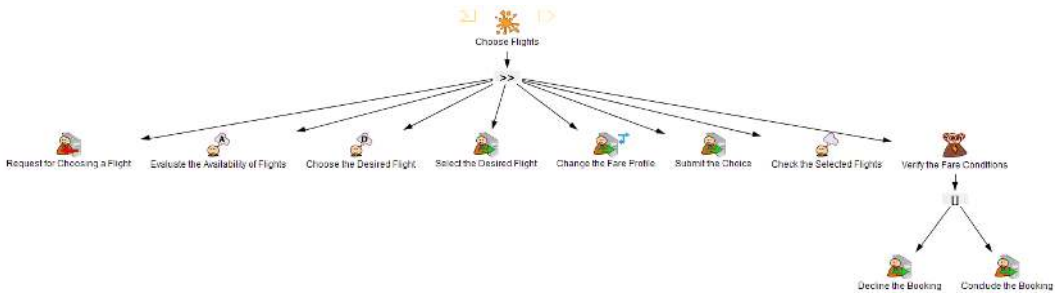 Choose Flights
>>
A
D
Request for Choosing a Flight
Evaluate the Availability of Flights
Choose the Desired Flight
Select the Desired Flight
Change the Fare Profile
Submit the Choice
Check the Selected Flights
Verify the Fare Conditions
[]
Decline the Booking
Conclude the Booking